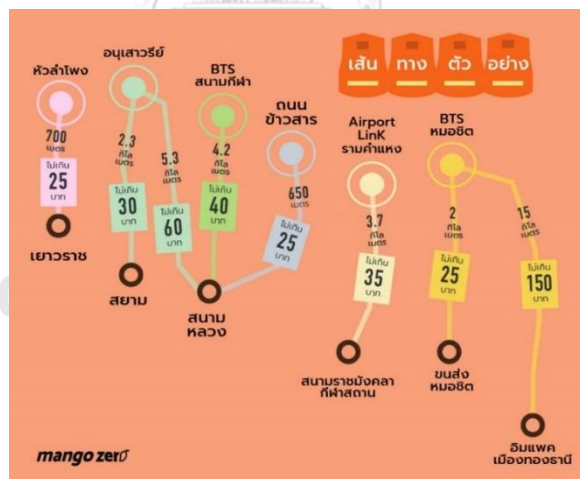 เส้น ทาง ตัว อย่าง
หัวลำโพง
700
เมตร
ไม่เกิน
25
บาท
เยาวราช
อนุเสาวรีย์
2.3
กิโล
เมตร
ไม่เกิน
30
บาท
สยาม
5.3
กิโล
เมตร
ไม่เกิน
60
บาท
BTS
สนามกีฬา
4.2
กิโล
เมตร
ไม่เกิน
40
บาท
ถนน
ข้าวสาร
650
เมตร
ไม่เกิน
25
บาท
สนาม
หลวง
Airport
LinK
รามคำแหง
3.7
กิโล
เมตร
ไม่เกิน
35
บาท
สนามราชมังคลา
กีฬาสถาน
BTS
หมอชิต
2
กิโล
เมตร
ไม่เกิน
25
บาท
ขนส่ง
หมอชิต
15
กิโล
เมตร
ไม่เกิน
150
บาท
อิมแพค
เมืองทองธานี
mango zero